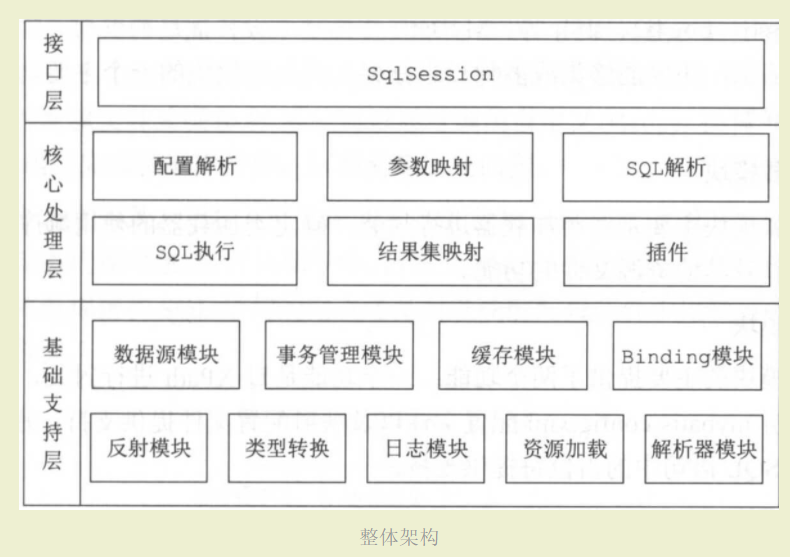 接口层
SqlSession
核心处理层
配置解析
参数映射
SQL解析
SQL执行
结果集映射
插件
基础支持层
数据源模块
事务管理模块
缓存模块
Binding模块
反射模块
类型转换
日志模块
资源加载
解析器模块
整体架构